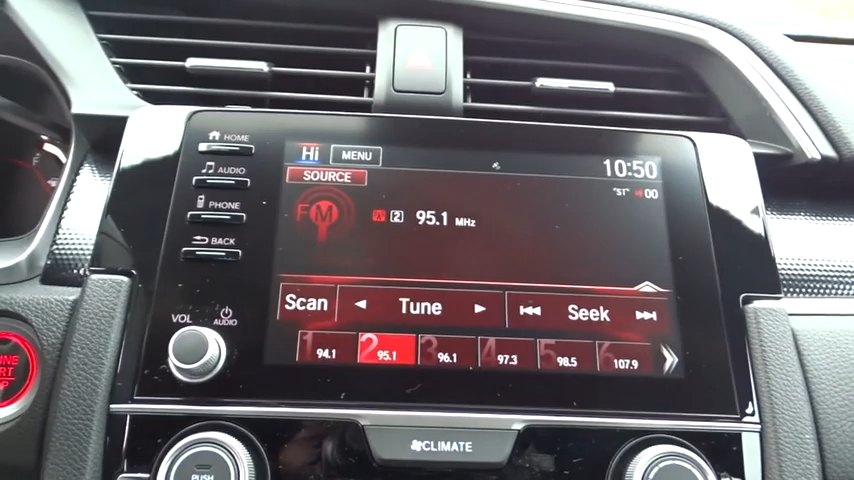 HOME
AUDIO
PHONE
BACK
VOL
AUDIO
Hi
MENU
10:50
SOURCE
"ST" 00
FM
2 95.1 MHz
Scan
Tune
Seek
1 94.1
2 95.1
3 96.1
4 97.3
5 98.5
6 107.9
CLIMATE
PUSH
F